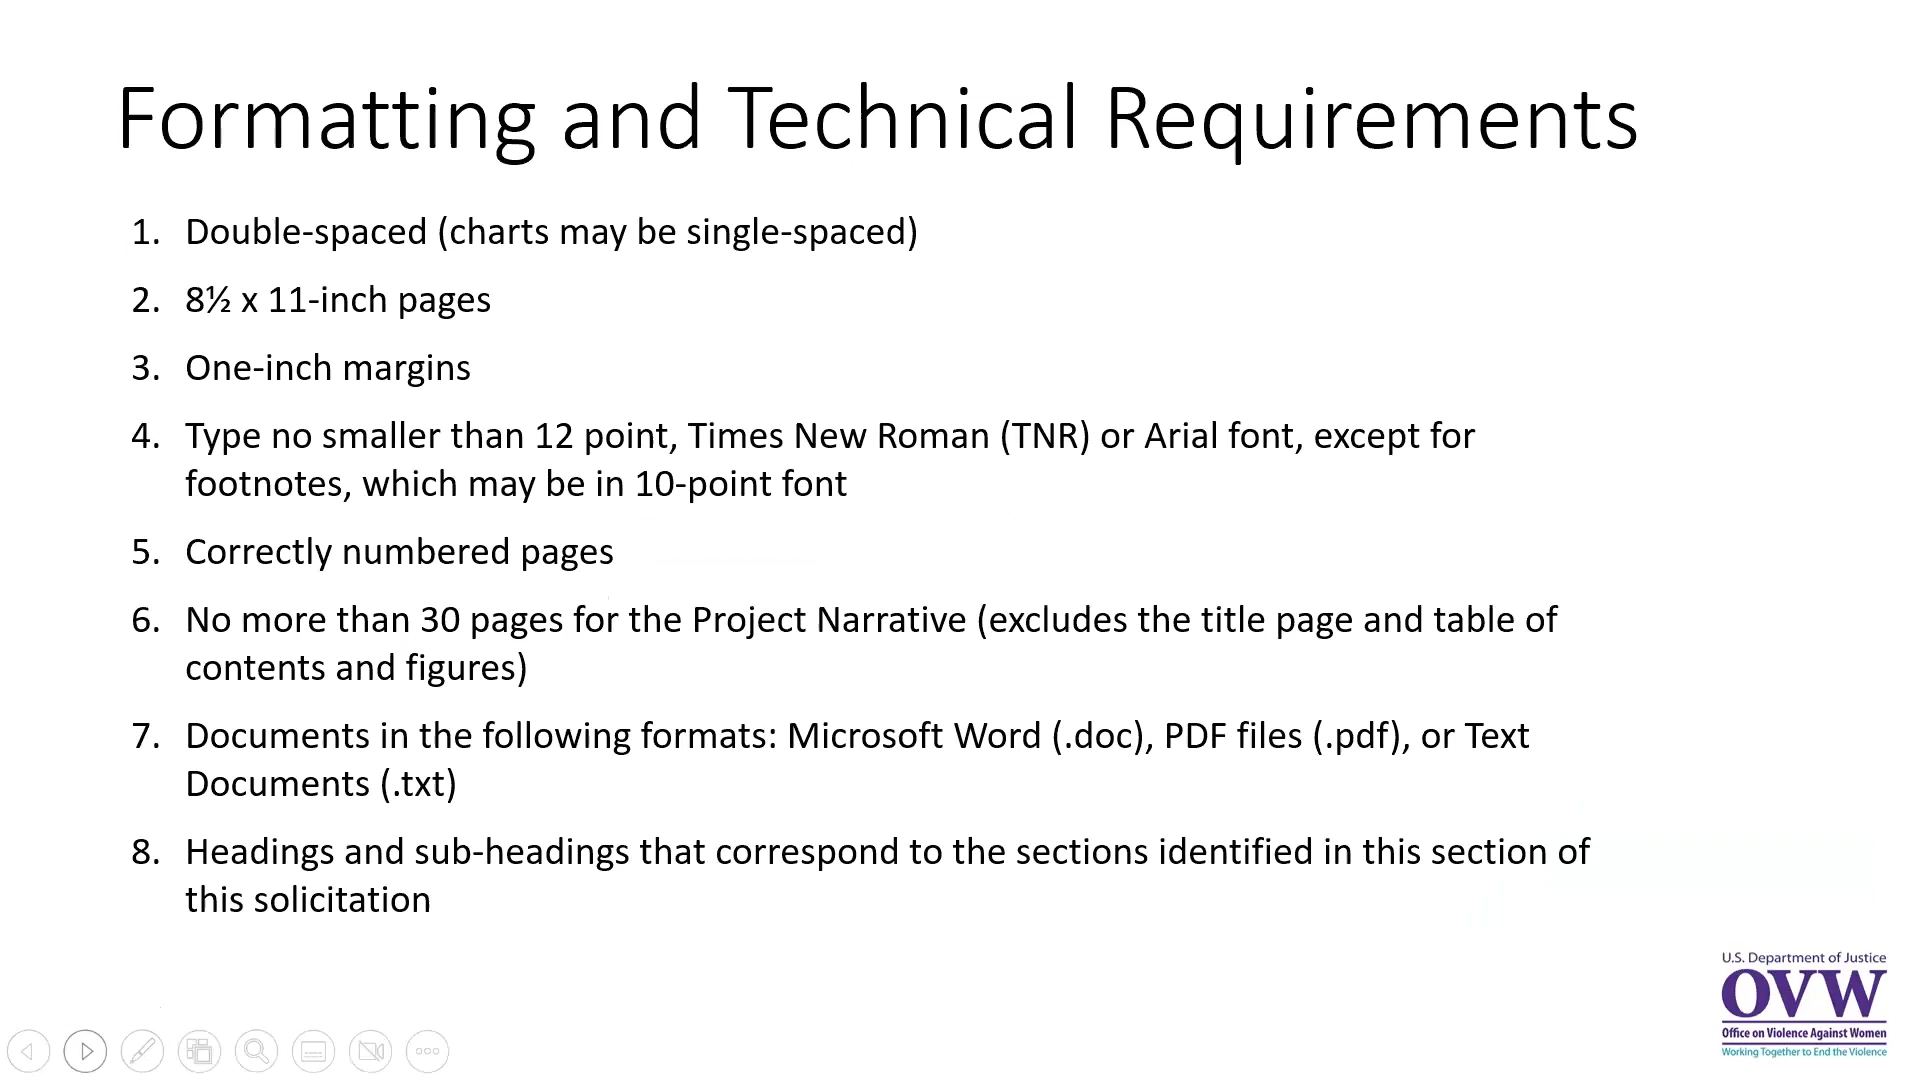 Formatting and Technical Requirements
1. Double-spaced (charts may be single-spaced)
2. 8½ x 11-inch pages
3. One-inch margins
4. Type no smaller than 12 point, Times New Roman (TNR) or Arial font, except for
footnotes, which may be in 10-point font
5. Correctly numbered pages
6. No more than 30 pages for the Project Narrative (excludes the title page and table of
contents and figures)
7. Documents in the following formats: Microsoft Word (.doc), PDF files (.pdf), or Text
Documents (.txt)
8. Headings and sub-headings that correspond to the sections identified in this section of
this solicitation
U.S. Department of Justice
OVW
Office on Violence Against Women
Working Together to End the Violence